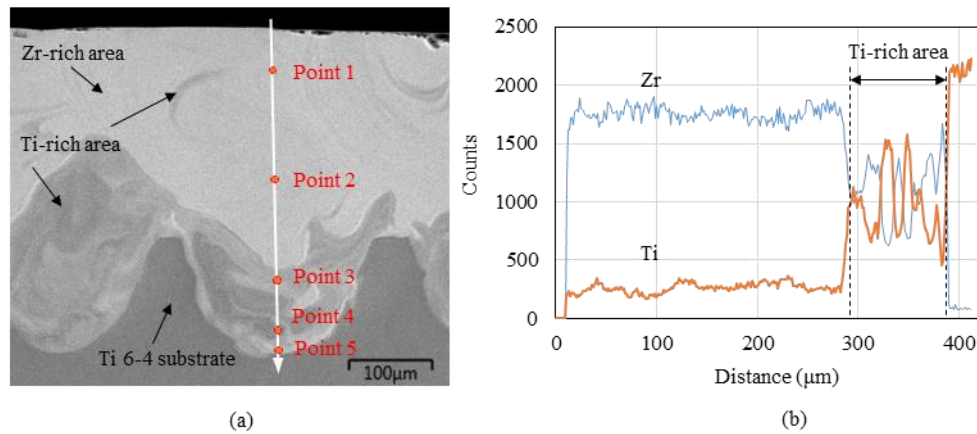 Zr-rich area
Point 1
Ti-rich area
Point 2
Point 3
Point 4
Point 5
Ti 6-4 substrate
100μm
(a)
2500
2000
1500
1000
500
0
Counts
Ti-rich area
Zr
Ti
0
100
200
300
400
Distance (μm)
(b)